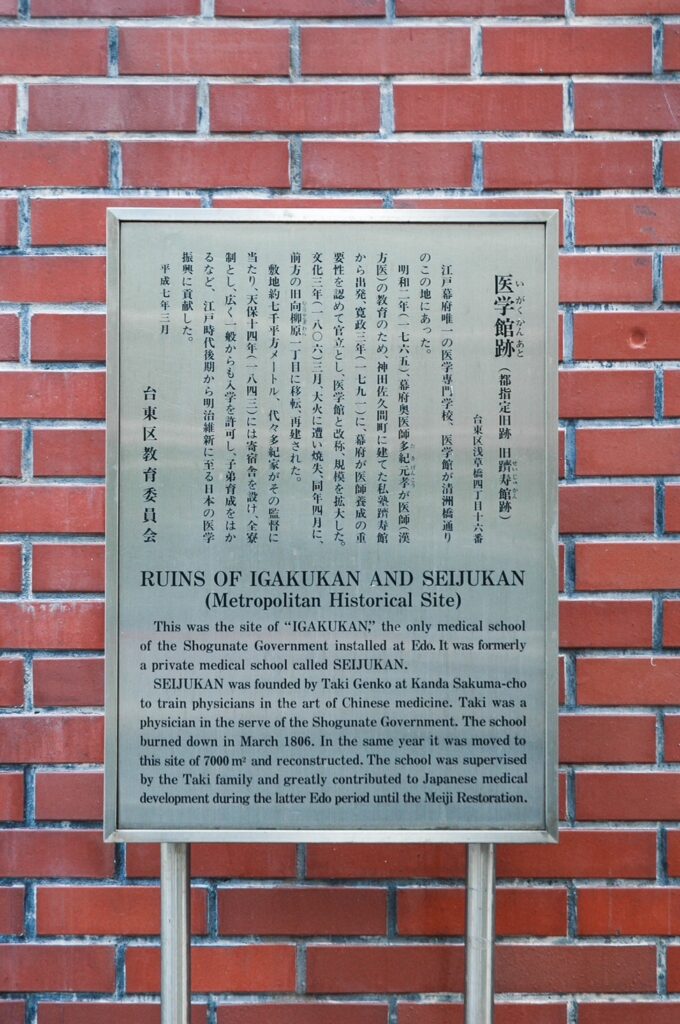 医学館跡(都指定旧跡 旧躋寿館跡)
いがくかんあと
せいじゅかん
台東区浅草橋四丁目十六番
江戸幕府唯一の医学専門学校、医学館が清洲橋通り
のこの地にあった。
明和二年(一七六五)、幕府奥医師多紀元孝が医師(漢
たきげんこう
方医)の教育のため、神田佐久間町に建てた私塾躋寿館
から出発、寛政三年(一七九一)に、幕府が医師養成の重
要性を認めて官立とし、医学館と改称、規模を拡大した。
文化三年(一八〇六)三月、大火に遭い焼失、同年四月に、
前方の旧向柳原一丁目に移転、再建された。
敷地約七千平方メートル、代々多紀家がその監督に
当たり、天保十四年(一八四三)には寄宿舎を設け、全寮
制とし、広く一般からも入学を許可し、子弟育成をはか
るなど、江戸時代後期から明治維新に至る日本の医学
振興に貢献した。
平成七年三月
台東区教育委員会
RUINS OF IGAKUKAN AND SEIJUKAN
(Metropolitan Historical Site)
This was the site of “IGAKUKAN,” the only medical school
of the Shogunate Government installed at Edo. It was formerly
a private medical school called SEIJUKAN.
SEIJUKAN was founded by Taki Genko at Kanda Sakuma-cho
to train physicians in the art of Chinese medicine. Taki was a
physician in the serve of the Shogunate Government. The school
burned down in March 1806. In the same year it was moved to
this site of 7000 m² and reconstructed. The school was supervised
by the Taki family and greatly contributed to Japanese medical
development during the latter Edo period until the Meiji Restoration.